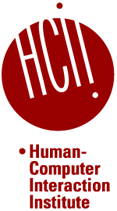 HCII
Human-
Computer
Interaction
Institute